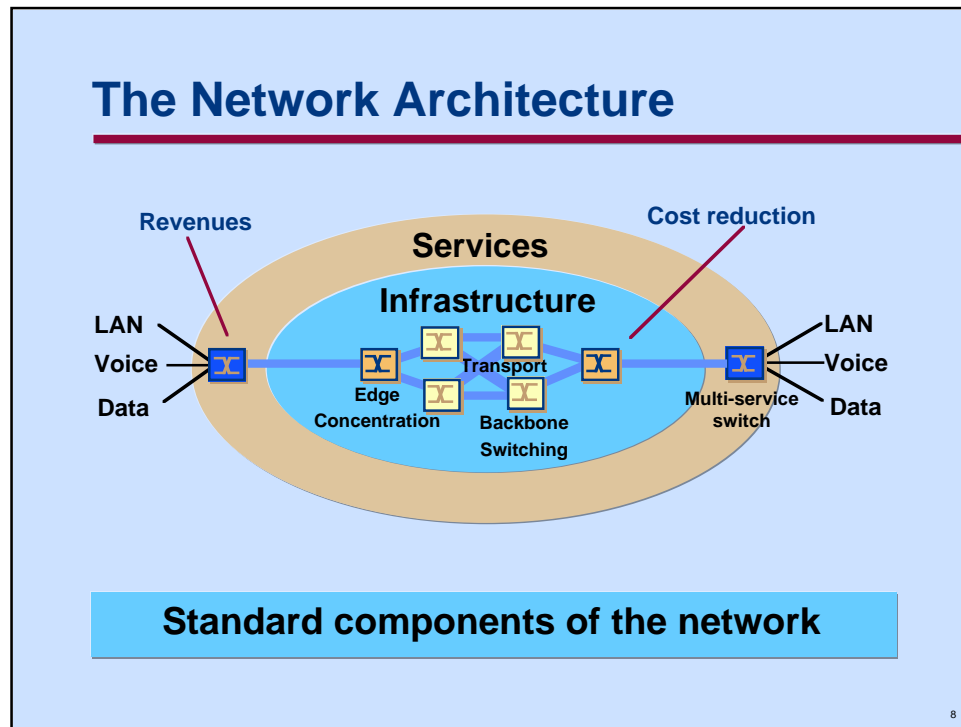 The Network Architecture
Revenues
Cost reduction
Services
Infrastructure
LAN
Voice
Data
Transport
Edge
Concentration
Backbone
Switching
Multi-service
switch
LAN
Voice
Data
Standard components of the network
8